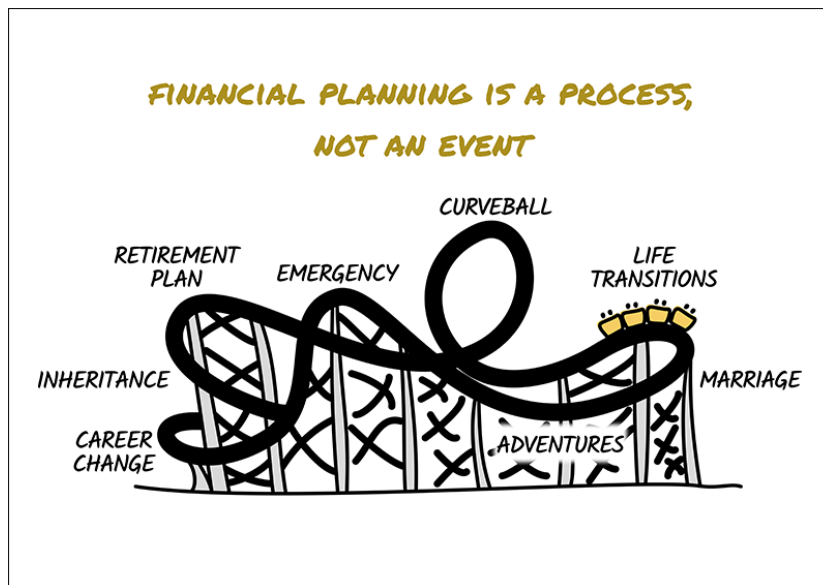 FINANCIAL PLANNING IS A PROCESS,
NOT AN EVENT
CURVEBALL
RETIREMENT
PLAN
EMERGENCY
LIFE
TRANSITIONS
INHERITANCE
MARRIAGE
CAREER
CHANGE
ADVENTURES